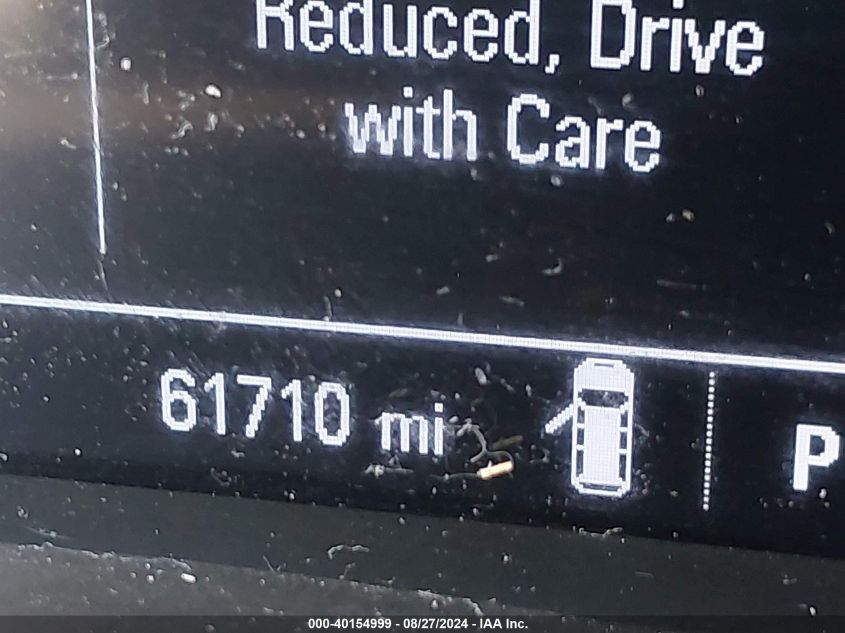 Reduced, Drive
with Care
61710 mi
P
000-40154999 - 08/27/2024 - IAA Inc.